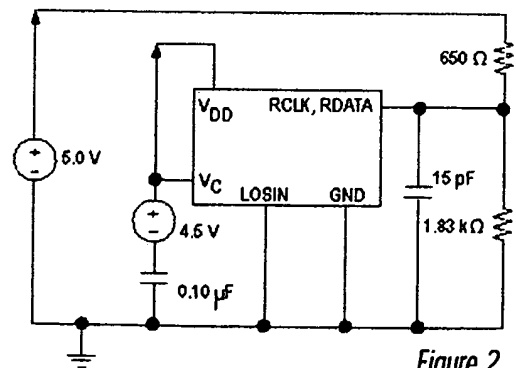 650 Ω
V_DD
RCLK, RDATA
5.0 V
V_C
15 pF
LOSIN
GND
4.5 V
1.83 kΩ
0.10 µF
Figure 2